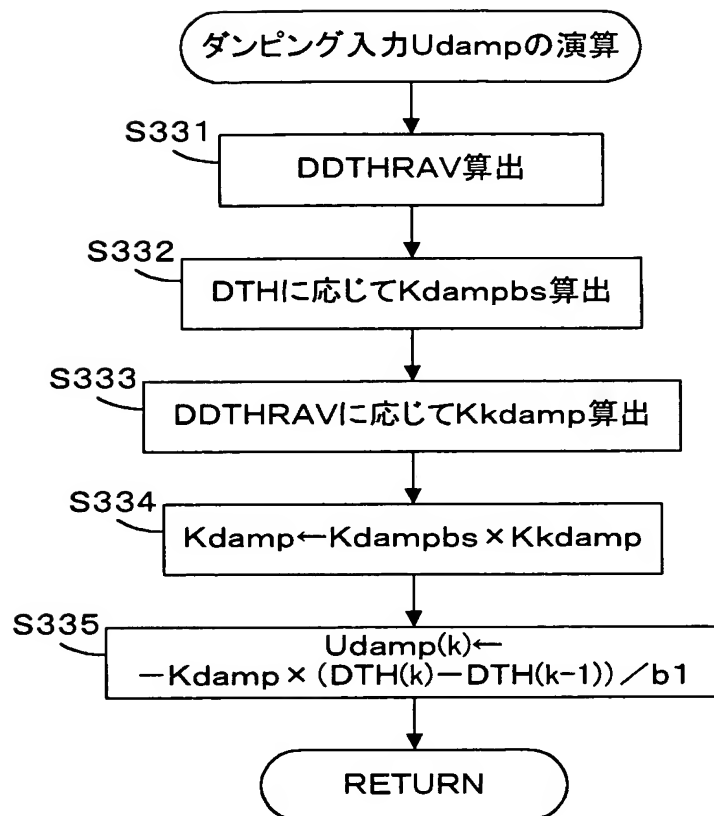 ダンピング入力Udampの演算
S331
DDTHRAV算出
S332
DTHに応じてKdampbs算出
S333
DDTHRAVに応じてKkdamp算出
S334
Kdamp←Kdampbs×Kkdamp
S335
Udamp(k)←
－Kdamp×(DTH(k)－DTH(k-1))／b1
RETURN